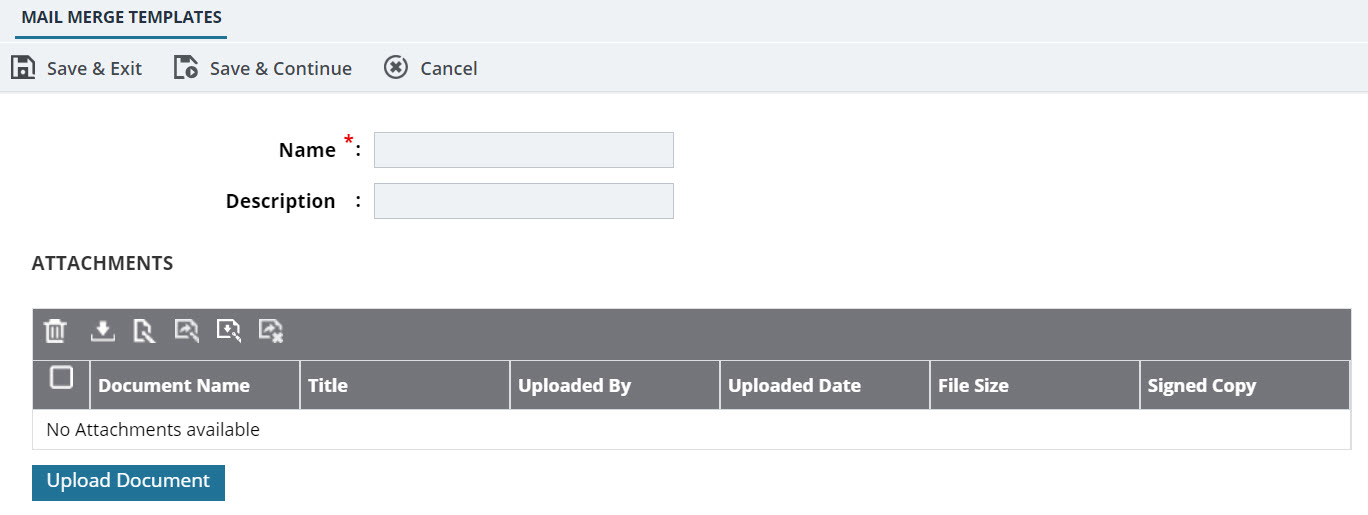 MAIL MERGE TEMPLATES
Save & Exit Save & Continue Cancel
Name *:
Description :
ATTACHMENTS
Document Name Title Uploaded By Uploaded Date File Size Signed Copy
No Attachments available
Upload Document